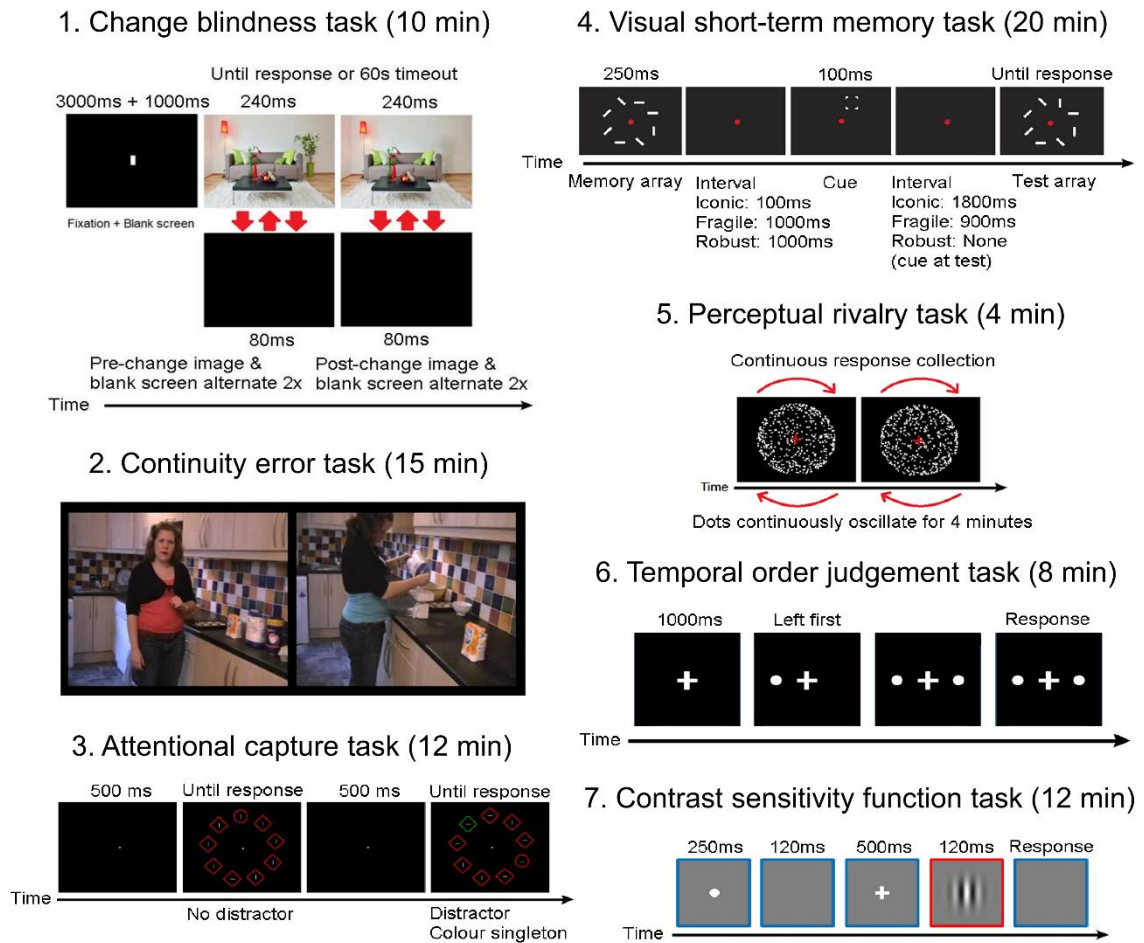 1. Change blindness task (10 min)
Until response or 60s timeout
3000ms + 1000ms
240ms
240ms
Fixation + Blank screen
80ms
80ms
Pre-change image &
blank screen alternate 2x
Post-change image &
blank screen alternate 2x
Time
2. Continuity error task (15 min)
3. Attentional capture task (12 min)
500 ms
Until response
500 ms
Until response
Time
No distractor
Distractor
Colour singleton
4. Visual short-term memory task (20 min)
250ms
100ms
Until response
Time
Memory array
Interval
Iconic: 100ms
Fragile: 1000ms
Robust: 1000ms
Cue
Interval
Iconic: 1800ms
Fragile: 900ms
Robust: None
(cue at test)
Test array
5. Perceptual rivalry task (4 min)
Continuous response collection
Time
Dots continuously oscillate for 4 minutes
6. Temporal order judgement task (8 min)
1000ms
Left first
Response
Time
7. Contrast sensitivity function task (12 min)
250ms
120ms
500ms
120ms
Response
Time